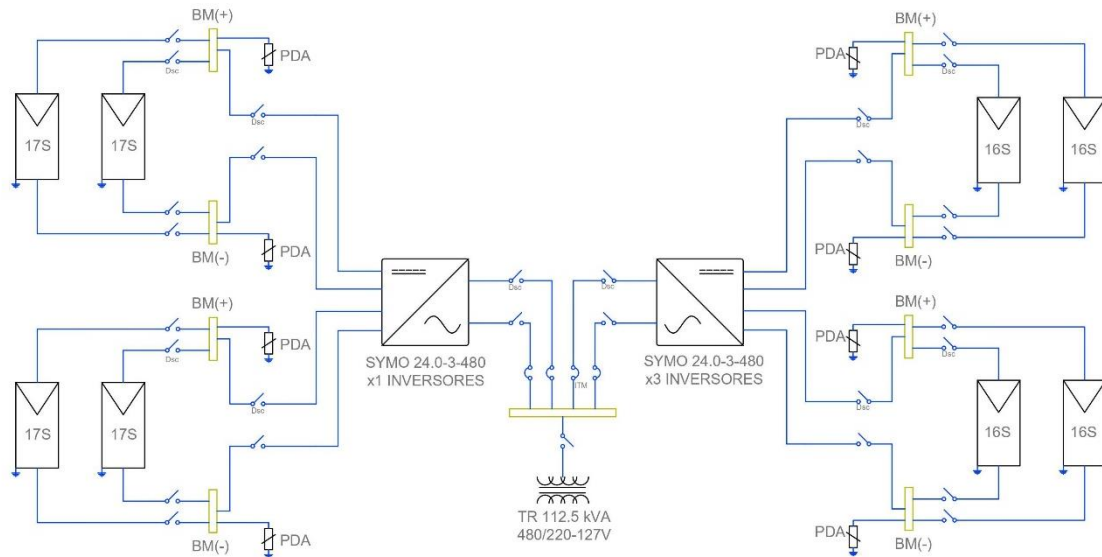 BM(+)
BM(+)
PDA
PDA
Dsc
Dsc
Dsc
Dsc
17S
17S
16S
16S
PDA
PDA
BM(-)
BM(-)
BM(+)
BM(+)
Dsc
Dsc
PDA
PDA
Dsc
Dsc
SYMO 24.0-3-480
x1 INVERSORES
SYMO 24.0-3-480
x3 INVERSORES
ITM
Dsc
Dsc
17S
17S
16S
16S
TR 112.5 kVA
480/220-127V
PDA
PDA
BM(-)
BM(-)